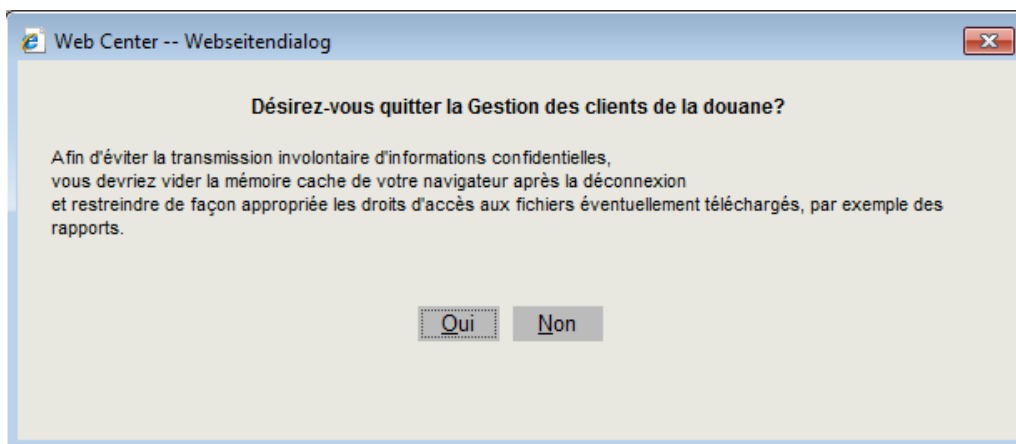 Web Center -- Webseitendialog
Désirez-vous quitter la Gestion des clients de la douane?
Afin d'éviter la transmission involontaire d'informations confidentielles,
vous devriez vider la mémoire cache de votre navigateur après la déconnexion
et restreindre de façon appropriée les droits d'accès aux fichiers éventuellement téléchargés, par exemple des
rapports.
Oui Non